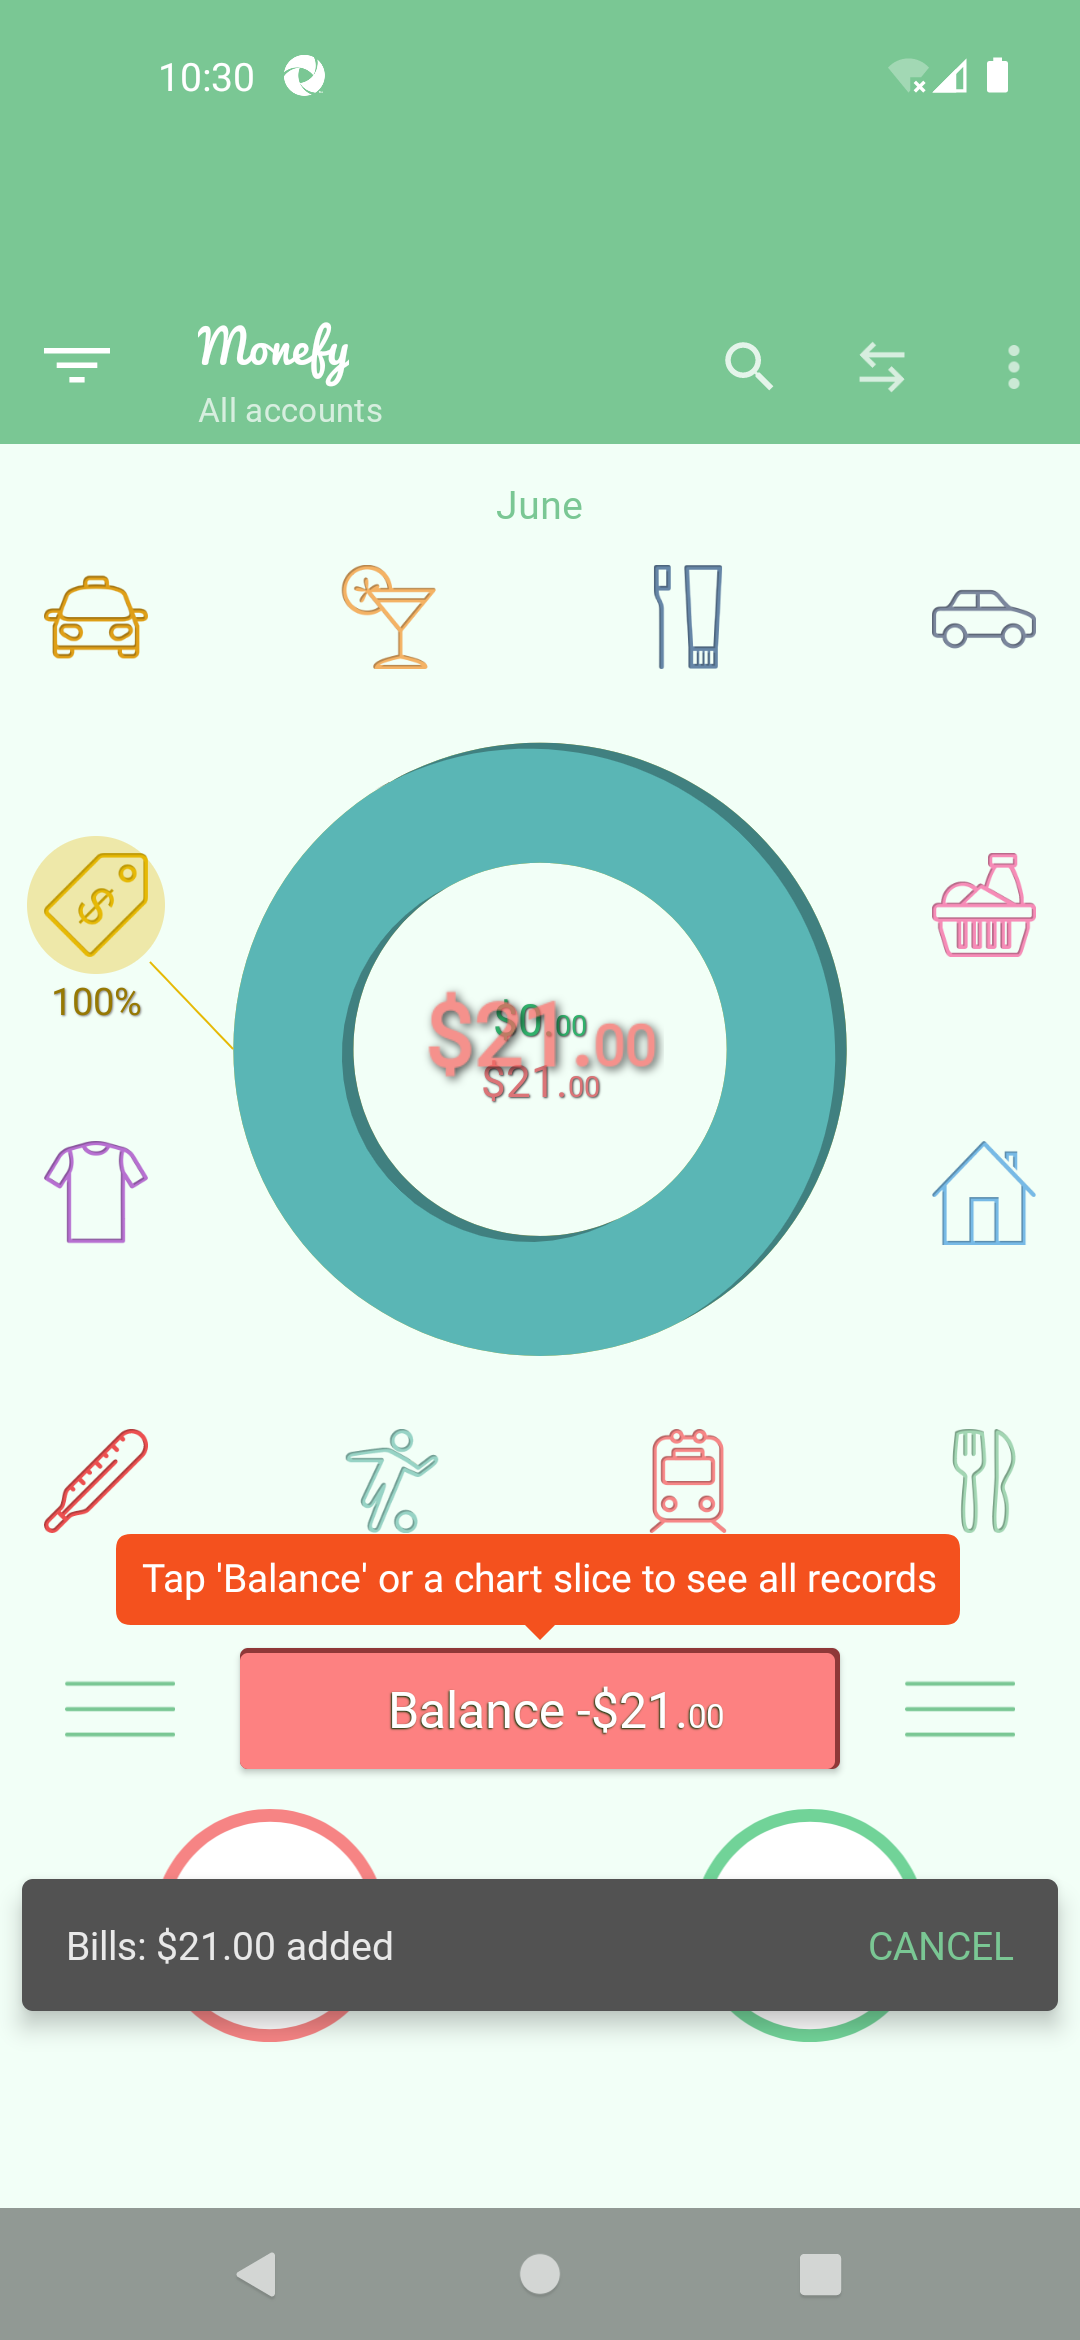 10:30
Monefy
All accounts
June
100%
$0.00
$21.00
$21.00
Tap 'Balance' or a chart slice to see all records
Balance -$21.00
Bills: $21.00 added
CANCEL